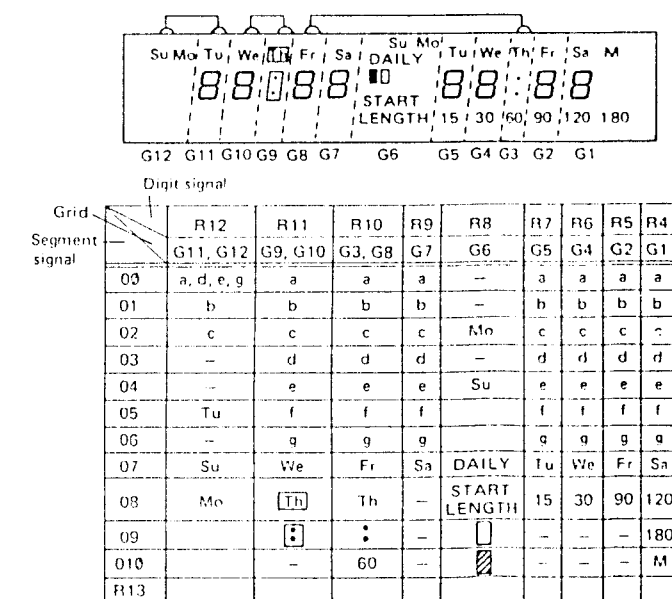 Su Mo Tu We Th Fr Sa Su Mo Tu We Th Fr Sa M
DAILY
START
LENGTH 15 30 60 90 120 180
G12 G11 G10 G9 G8 G7 G6 G5 G4 G3 G2 G1
Digit signal
Grid
Segment signal
R12 R11 R10 R9 R8 R7 R6 R5 R4
G11, G12 G9, G10 G3, G8 G7 G6 G5 G4 G2 G1
00 a, d, e, g a a a – a a a a
01 b b b b – b b b b
02 c c c c Mo c c c c
03 – d d d – d d d d
04 – e e e Su e e e e
05 Tu f f f f f f f
06 – g g g g g g g
07 Su We Fr Sa DAILY Tu We Fr Sa
08 Mo Th Th – START LENGTH 15 30 90 120
09 : : – – – – 180
010 – 60 – – – – M
R13